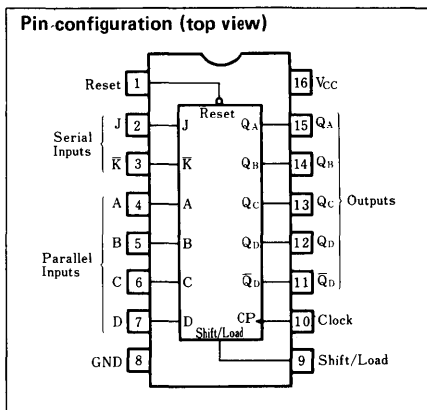 Pin configuration (top view)
Reset 1 16 VCC
Reset
Serial Inputs
J 2 J QA 15 QA
K̅ 3 K̅ QB 14 QB
Parallel Inputs
A 4 A QC 13 QC
Outputs
B 5 B QD 12 QD
C 6 C Q̅D 11 Q̅D
D 7 D CP 10 Clock
Shift/Load
GND 8 9 Shift/Load